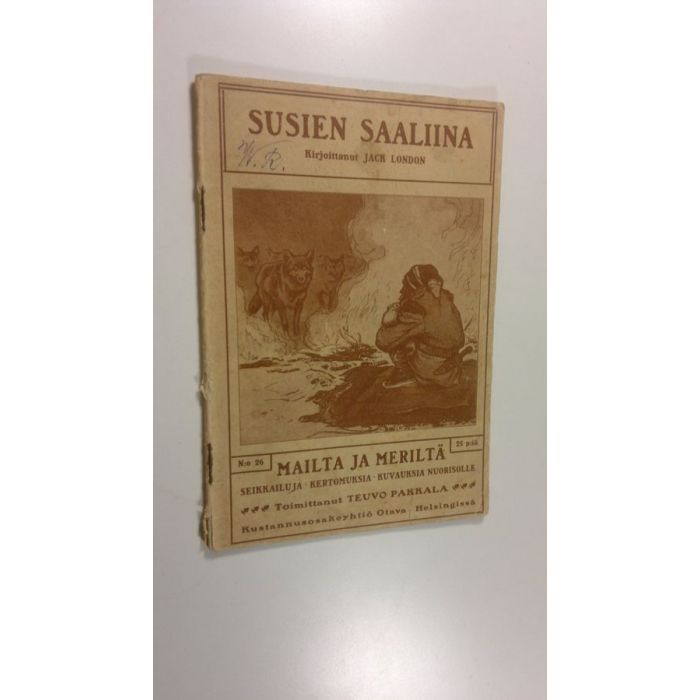 SUSIEN SAALIINA
Kirjoittanut JACK LONDON
W. R.
N:o 26
25 p:iä
MAILTA JA MERILTÄ
SEIKKAILUJA · KERTOMUKSIA · KUVAUKSIA NUORISOLLE
Toimittanut TEUVO PAKKALA
Kustannusosakeyhtiö Otava · Helsingissä